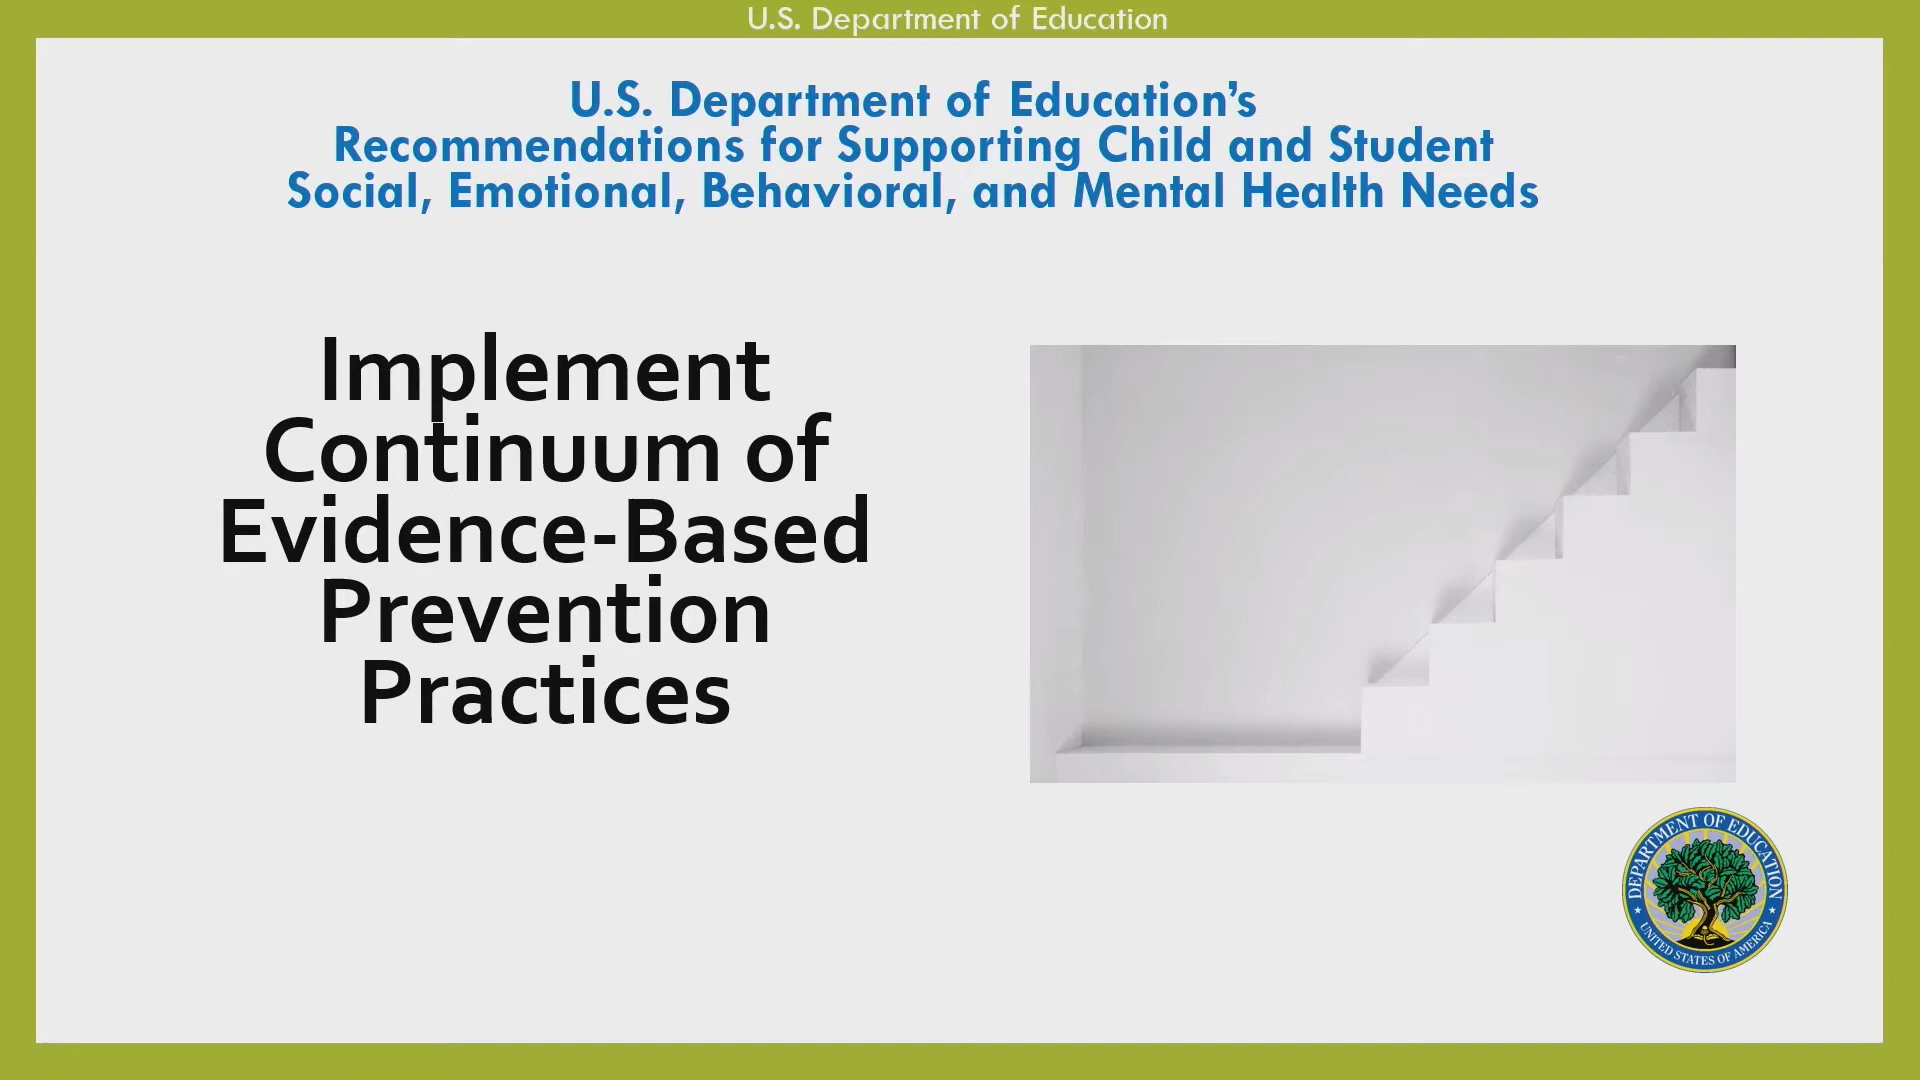 U.S. Department of Education
U.S. Department of Education’s
Recommendations for Supporting Child and Student
Social, Emotional, Behavioral, and Mental Health Needs
Implement
Continuum of
Evidence-Based
Prevention
Practices
DEPARTMENT OF EDUCATION
UNITED STATES OF AMERICA